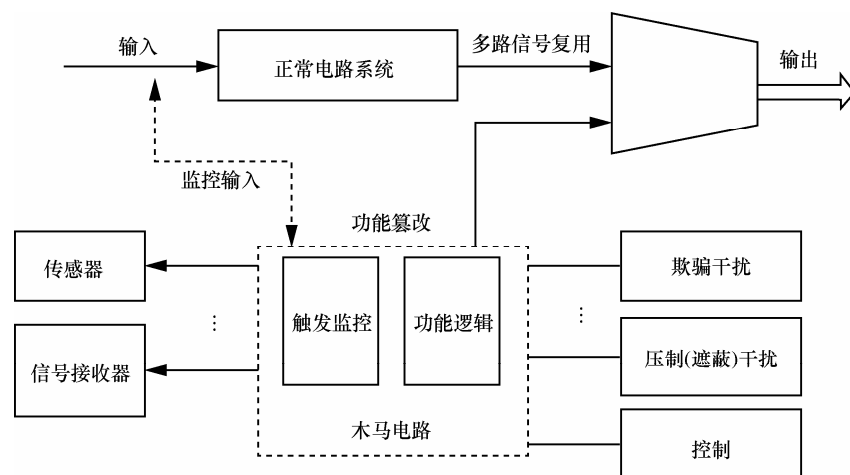 输入
正常电路系统
多路信号复用
输出
监控输入
功能篡改
传感器
信号接收器
触发监控
功能逻辑
木马电路
欺骗干扰
压制(遮蔽)干扰
控制